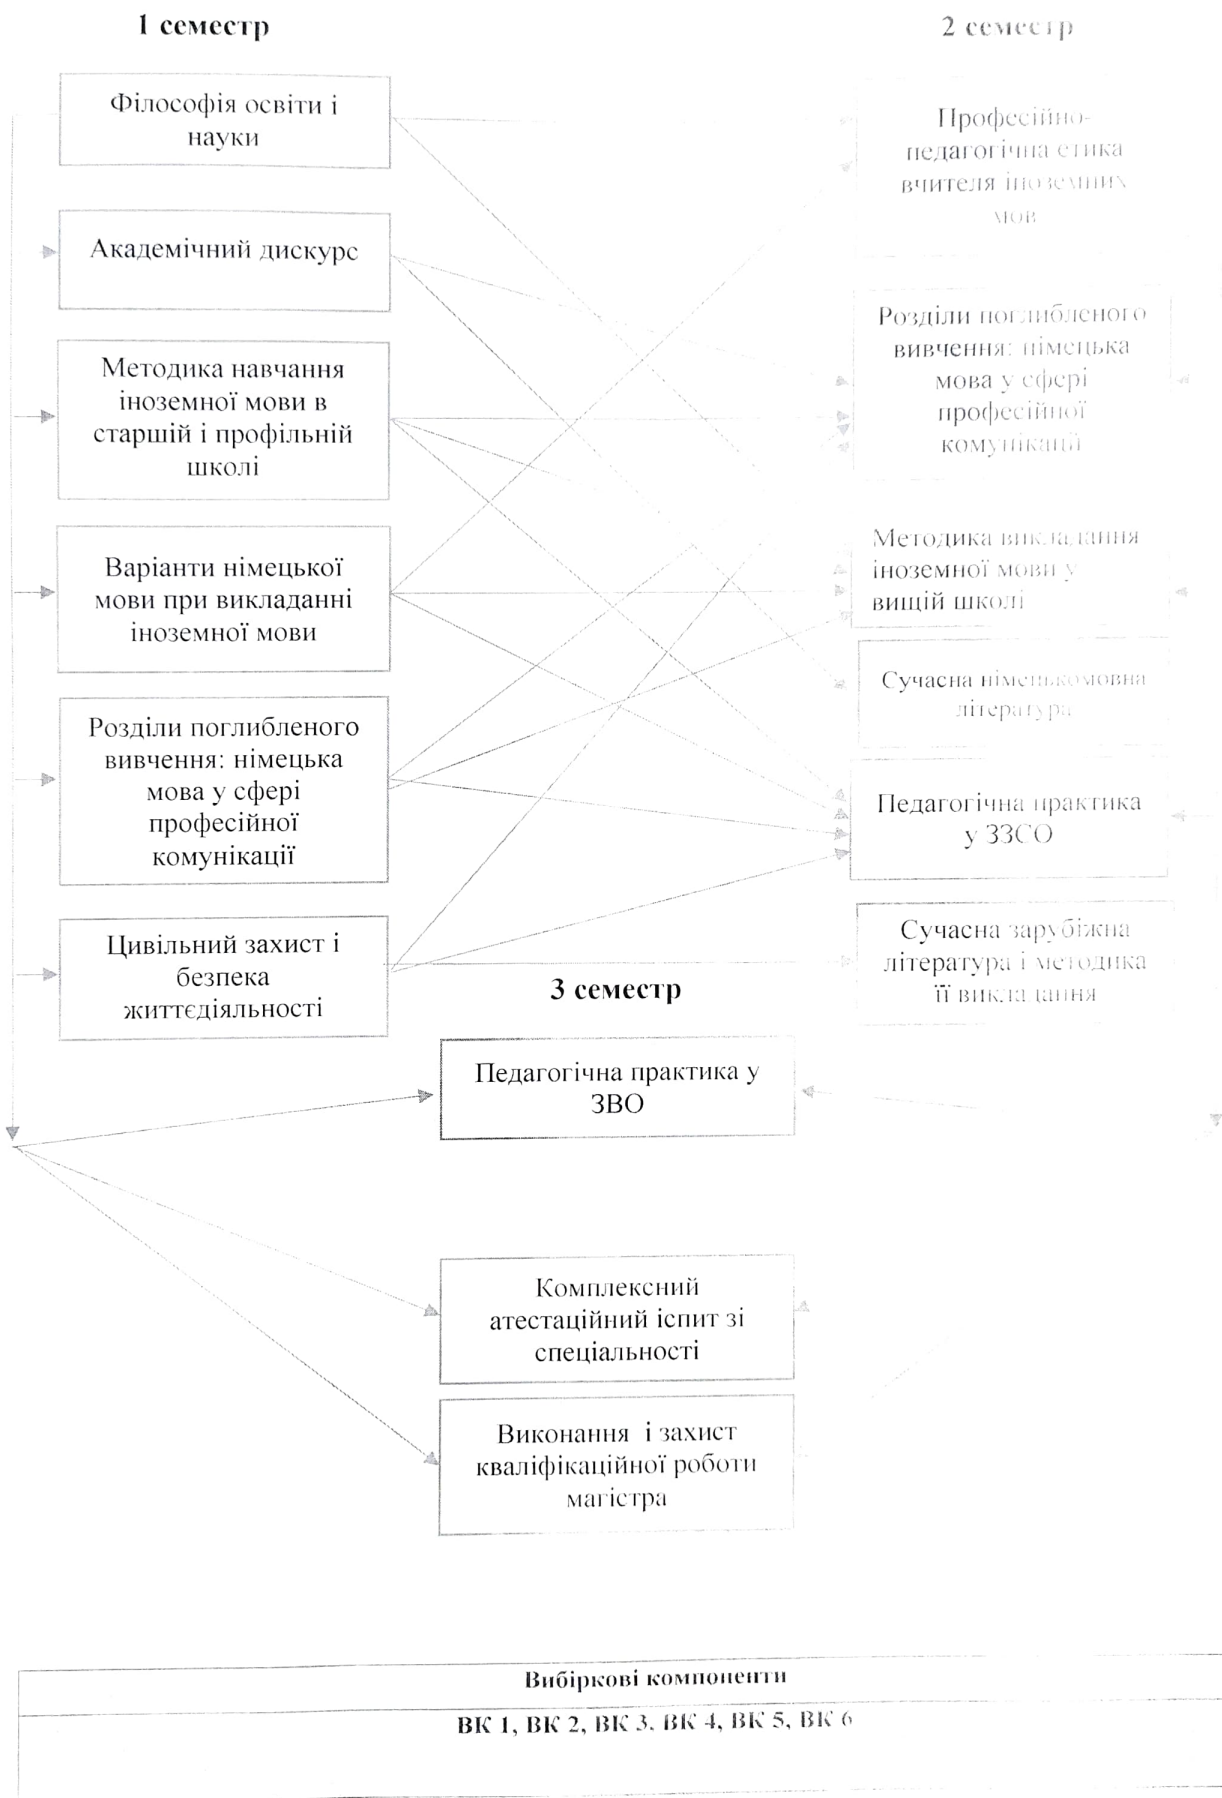 1 семестр
Філософія освіти і
науки
Академічний дискурс
Методика навчання
іноземної мови в
старшій і профільній
школі
Варіанти німецької
мови при викладанні
іноземної мови
Розділи поглибленого
вивчення: німецька
мова у сфері
професійної
комунікації
Цивільний захист і
безпека
життєдіяльності
2 семестр
Професійно-
педагогічна етика
вчителя іноземних
мов
Розділи поглибленого
вивчення: німецька
мова у сфері
професійної
комунікації
Методика викладання
іноземної мови у
вищій школі
Сучасна німецькомовна
література
Педагогічна практика
у ЗЗСО
Сучасна зарубіжна
література і методика
її викладання
3 семестр
Педагогічна практика у
ЗВО
Комплексний
атестаційний іспит зі
спеціальності
Виконання і захист
кваліфікаційної роботи
магістра
Вибіркові компоненти
ВК 1, ВК 2, ВК 3. ВК 4, ВК 5, ВК 6